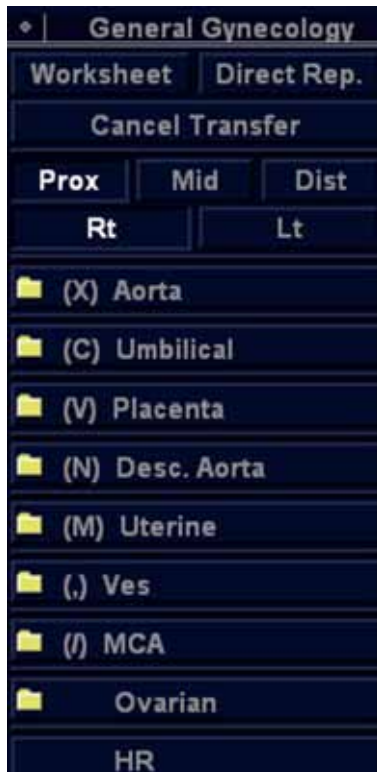 General Gynecology
Worksheet Direct Rep.
Cancel Transfer
Prox Mid Dist
Rt Lt
(X) Aorta
(C) Umbilical
(V) Placenta
(N) Desc. Aorta
(M) Uterine
(,) Ves
(/) MCA
Ovarian
HR